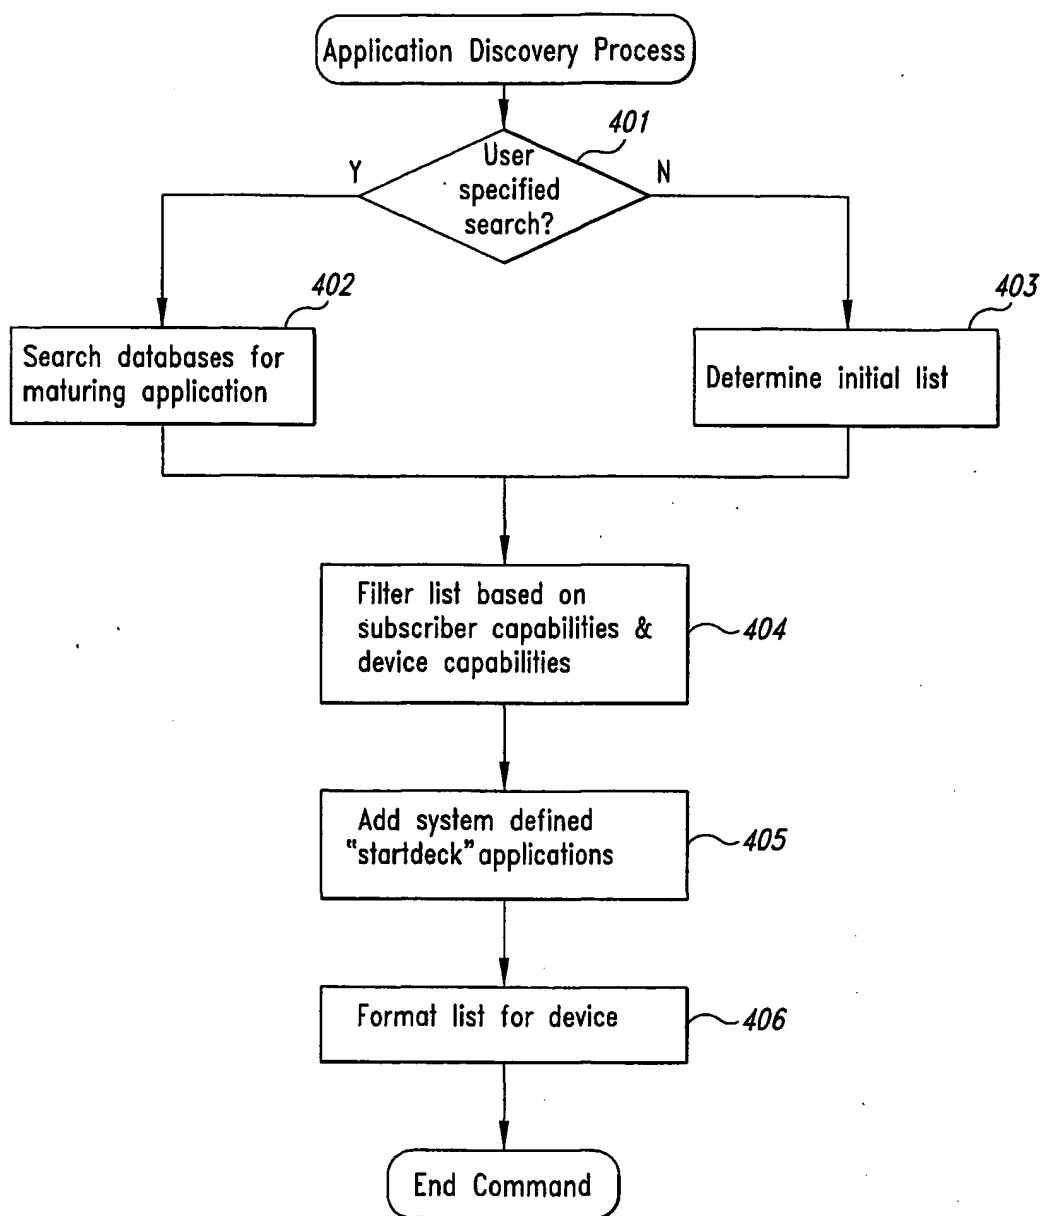 Application Discovery Process
401
Y
User
specified
search?
N
402
403
Search databases for
maturing application
Determine initial list
Filter list based on
subscriber capabilities &
device capabilities
404
Add system defined
"startdeck" applications
405
Format list for device
406
End Command